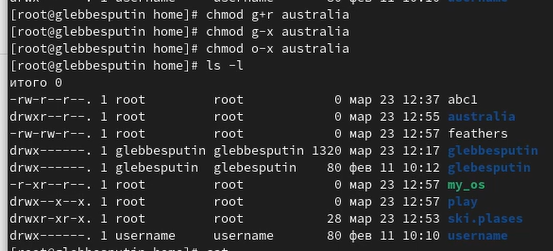 [root@glebbesputin home]# chmod g+r australia
[root@glebbesputin home]# chmod g-x australia
[root@glebbesputin home]# chmod o-x australia
[root@glebbesputin home]# ls -l
итого 0
-rw-r--r--. 1 root root 0 мар 23 12:37 abc1
drwxr--r--. 1 root root 0 мар 23 12:55 australia
-rw-rw-r--. 1 root root 0 мар 23 12:57 feathers
drwx------. 1 glebbesputin glebbesputin 1320 мар 23 12:17 glebbesputin
drwx------. 1 glebesputin glebesputin 80 фев 11 10:12 glebesputin
-r-xr--r--. 1 root root 0 мар 23 12:57 my_os
drwx--x--x. 1 root root 0 мар 23 12:57 play
drwxr-xr-x. 1 root root 28 мар 23 12:53 ski.plases
drwx------. 1 username username 80 фев 11 10:10 username